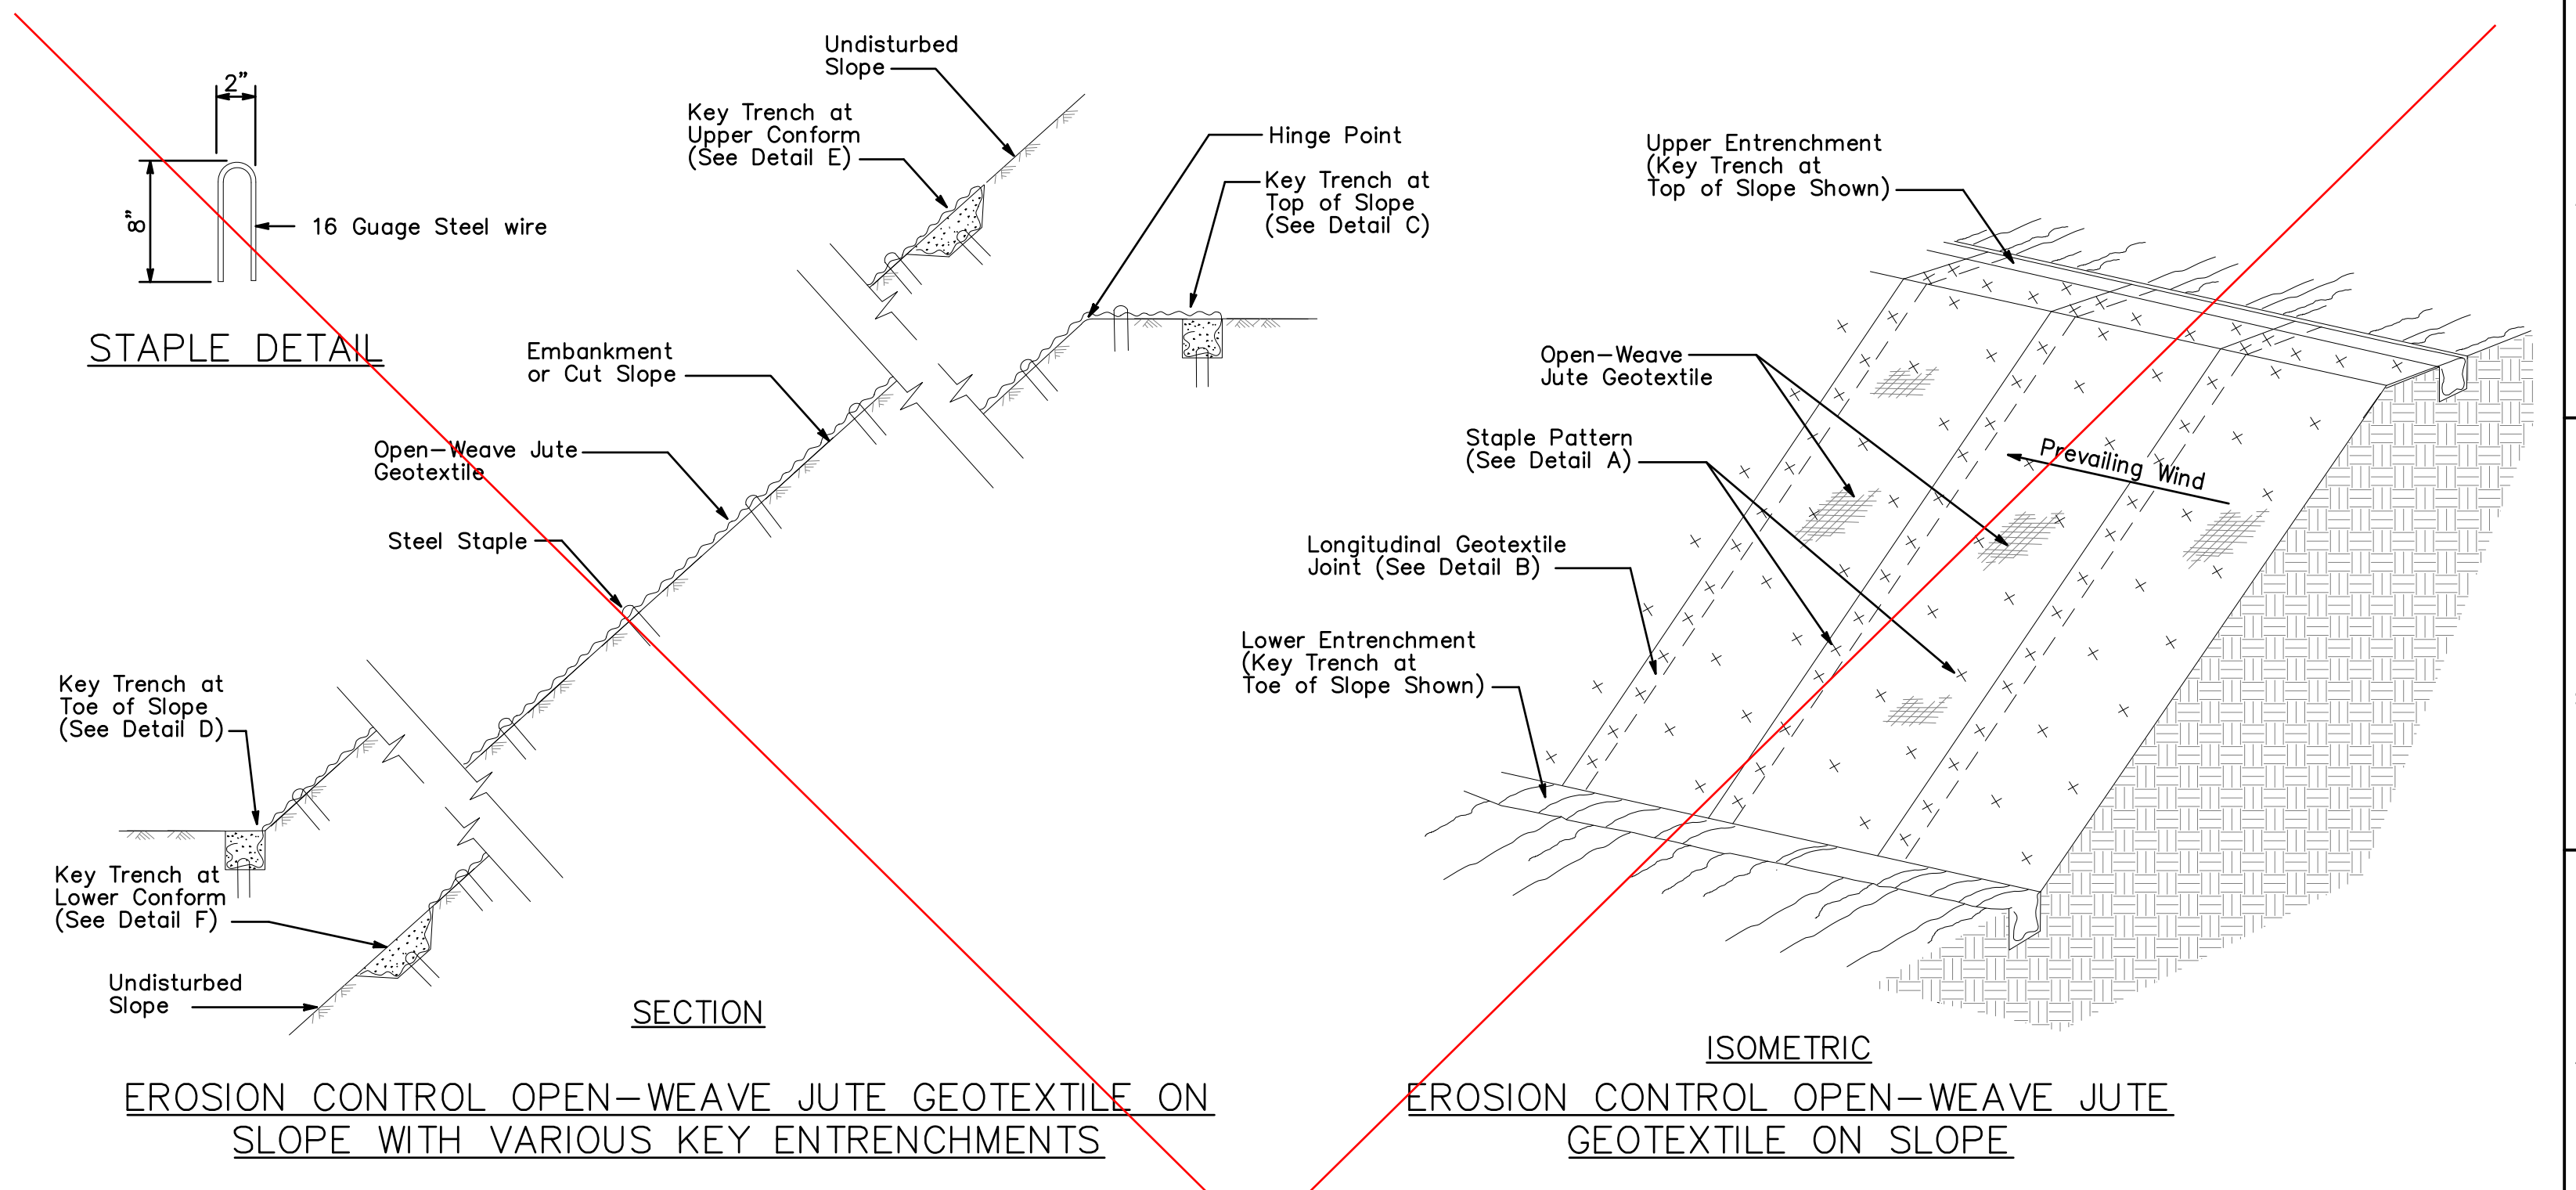 2”
8”
16 Guage Steel wire
STAPLE DETAIL
Undisturbed
Slope
Key Trench at
Upper Conform
(See Detail E)
Hinge Point
Key Trench at
Top of Slope
(See Detail C)
Embankment
or Cut Slope
Open–Weave Jute
Geotextile
Steel Staple
Key Trench at
Toe of Slope
(See Detail D)
Key Trench at
Lower Conform
(See Detail F)
Undisturbed
Slope
SECTION
EROSION CONTROL OPEN–WEAVE JUTE GEOTEXTILE ON
SLOPE WITH VARIOUS KEY ENTRENCHMENTS
Upper Entrenchment
(Key Trench at
Top of Slope Shown)
Open–Weave
Jute Geotextile
Staple Pattern
(See Detail A)
Prevailing Wind
Longitudinal Geotextile
Joint (See Detail B)
Lower Entrenchment
(Key Trench at
Toe of Slope Shown)
ISOMETRIC
EROSION CONTROL OPEN–WEAVE JUTE
GEOTEXTILE ON SLOPE